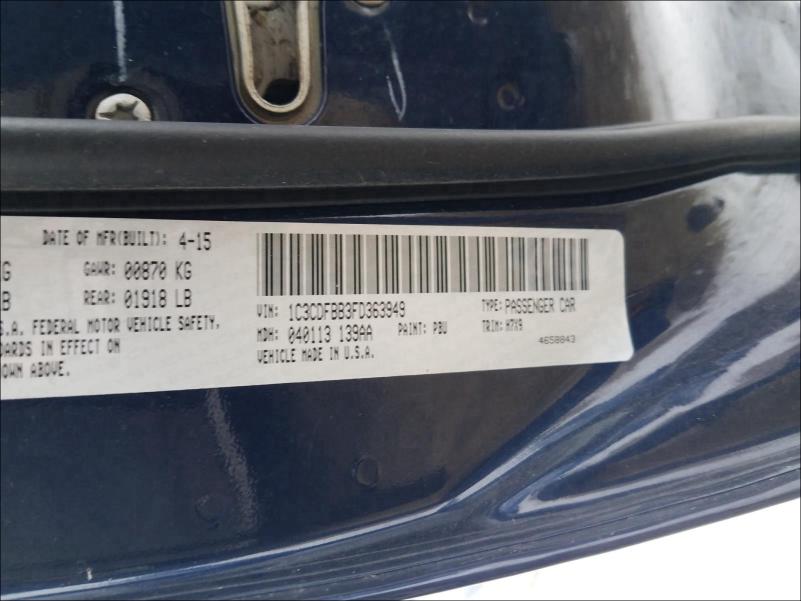 DATE OF MFR(BUILT): 4-15
G GAWR: 00870 KG
B REAR: 01918 LB
S.A. FEDERAL MOTOR VEHICLE SAFETY,
DARDS IN EFFECT ON
OWN ABOVE.
VIN: 1C3CDFBB3FD363949 TYPE: PASSENGER CAR
MDH: 040113 139AA PAINT: PBU TRIM: H7X9
VEHICLE MADE IN U.S.A. 4658843